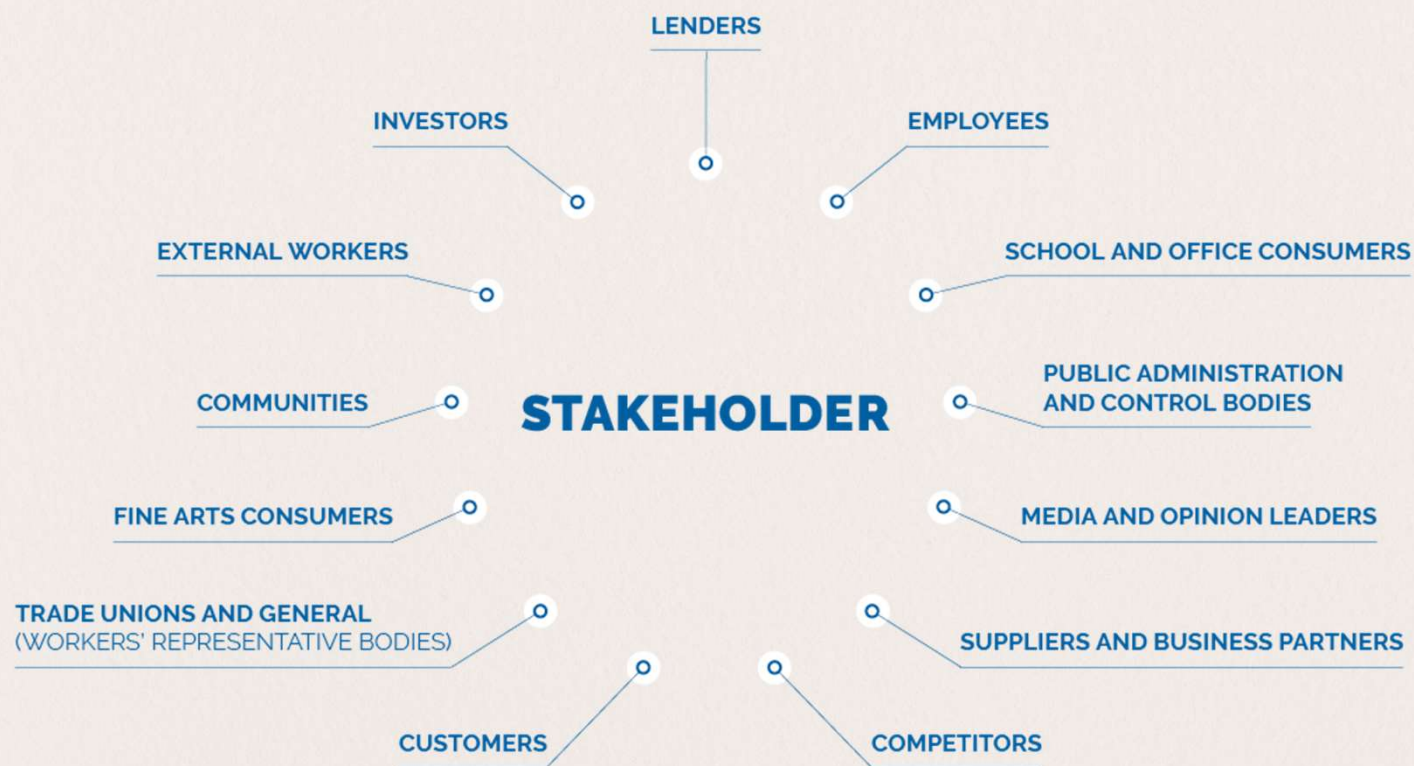 LENDERS
INVESTORS
EMPLOYEES
EXTERNAL WORKERS
SCHOOL AND OFFICE CONSUMERS
PUBLIC ADMINISTRATION
AND CONTROL BODIES
COMMUNITIES
STAKEHOLDER
FINE ARTS CONSUMERS
MEDIA AND OPINION LEADERS
TRADE UNIONS AND GENERAL
(WORKERS' REPRESENTATIVE BODIES)
SUPPLIERS AND BUSINESS PARTNERS
CUSTOMERS
COMPETITORS